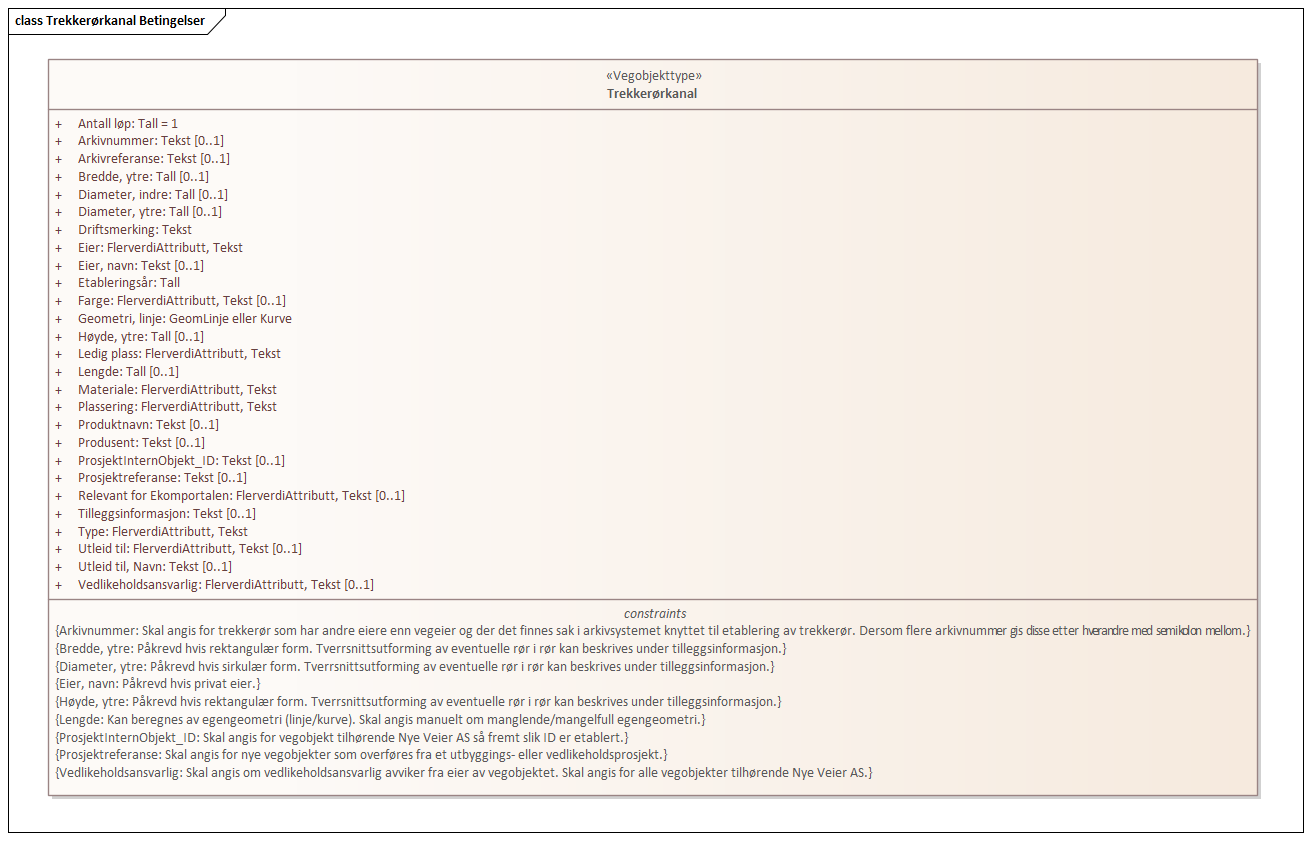 class Trekkerørkanal Betingelser
«Vegobjekttype»
Trekkerørkanal
+ Antall løp: Tall = 1
+ Arkivnummer: Tekst [0..1]
+ Arkivreferanse: Tekst [0..1]
+ Bredde, ytre: Tall [0..1]
+ Diameter, indre: Tall [0..1]
+ Diameter, ytre: Tall [0..1]
+ Driftsmerking: Tekst
+ Eier: FlerverdiAttributt, Tekst
+ Eier, navn: Tekst [0..1]
+ Etableringsår: Tall
+ Farge: FlerverdiAttributt, Tekst [0..1]
+ Geometri, linje: GeomLinje eller Kurve
+ Høyde, ytre: Tall [0..1]
+ Ledig plass: FlerverdiAttributt, Tekst
+ Lengde: Tall [0..1]
+ Materiale: FlerverdiAttributt, Tekst
+ Plassering: FlerverdiAttributt, Tekst
+ Produktnavn: Tekst [0..1]
+ Produsent: Tekst [0..1]
+ ProsjektInternObjekt_ID: Tekst [0..1]
+ Prosjektreferanse: Tekst [0..1]
+ Relevant for Ekomportalen: FlerverdiAttributt, Tekst [0..1]
+ Tilleggsinformasjon: Tekst [0..1]
+ Type: FlerverdiAttributt, Tekst
+ Utleid til: FlerverdiAttributt, Tekst [0..1]
+ Utleid til, Navn: Tekst [0..1]
+ Vedlikeholdsansvarlig: FlerverdiAttributt, Tekst [0..1]
constraints
{Arkivnummer: Skal angis for trekkerør som har andre eiere enn vegeier og der det finnes sak i arkivsystemet knyttet til etablering av trekkerør. Dersom flere arkivnummer gis disse etter hverandre med semikolon mellom.}
{Bredde, ytre: Påkrevd hvis rektangulær form. Tverrsnittsutforming av eventuelle rør i rør kan beskrives under tilleggsinformasjon.}
{Diameter, ytre: Påkrevd hvis sirkulær form. Tverrsnittsutforming av eventuelle rør i rør kan beskrives under tilleggsinformasjon.}
{Eier, navn: Påkrevd hvis privat eier.}
{Høyde, ytre: Påkrevd hvis rektangulær form. Tverrsnittsutforming av eventuelle rør i rør kan beskrives under tilleggsinformasjon.}
{Lengde: Kan beregnes av egengeometri (linje/kurve). Skal angis manuelt om manglende/mangelfull egengeometri.}
{ProsjektInternObjekt_ID: Skal angis for vegobjekt tilhørende Nye Veier AS så fremt slik ID er etablert.}
{Prosjektreferanse: Skal angis for nye vegobjekter som overføres fra et utbyggings- eller vedlikeholdsprosjekt.}
{Vedlikeholdsansvarlig: Skal angis om vedlikeholdsansvarlig avviker fra eier av vegobjektet. Skal angis for alle vegobjekter tilhørende Nye Veier AS.}